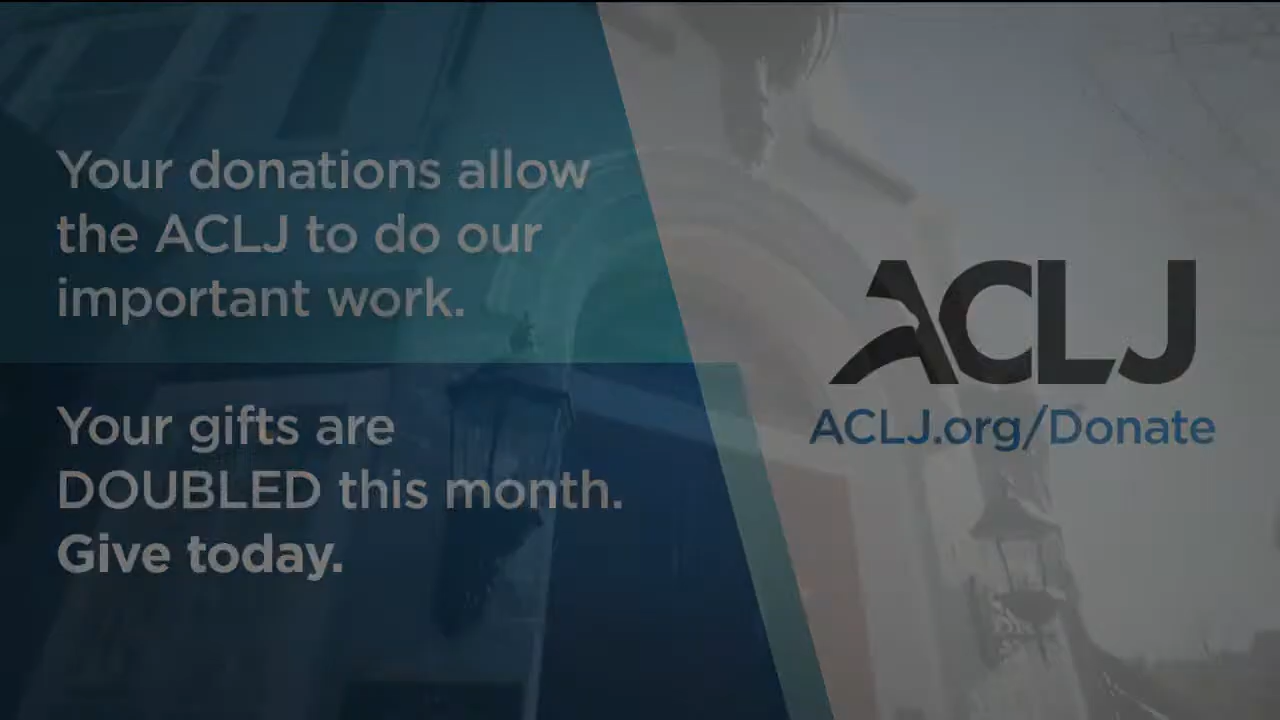 Your donations allow
the ACLJ to do our
important work.
Your gifts are
DOUBLED this month.
Give today.
ACLJ
ACLJ.org/Donate